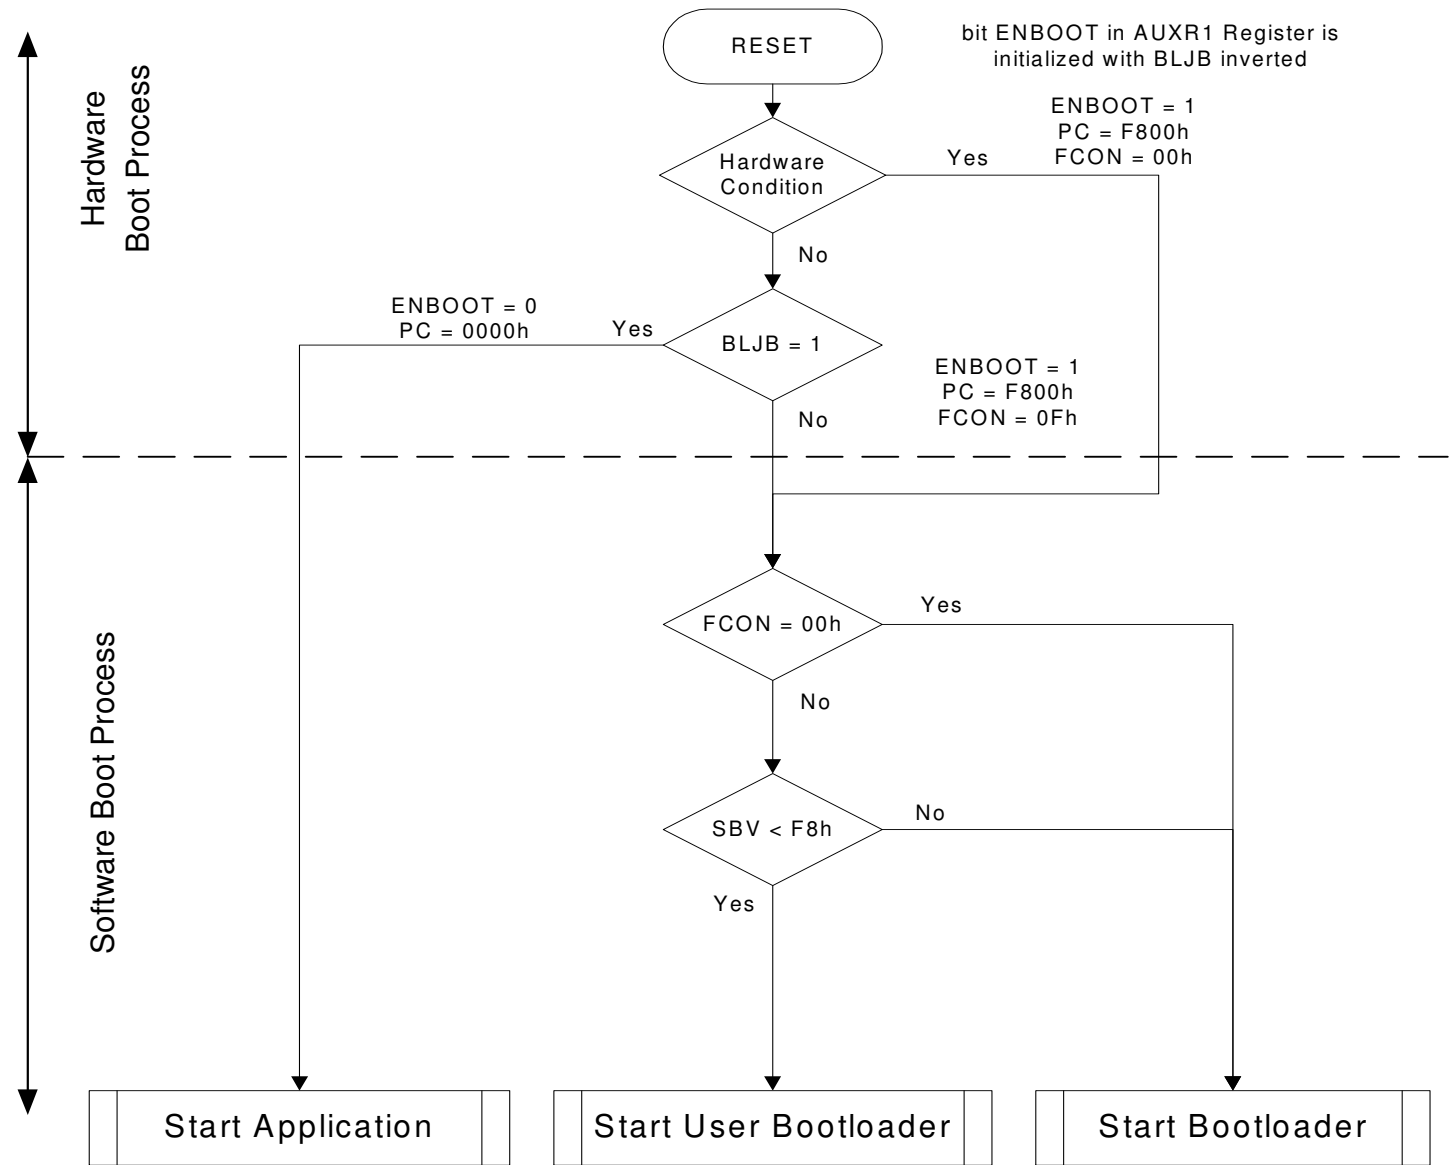 RESET
bit ENBOOT in AUXR1 Register is
initialized with BLJB inverted
Hardware
Boot Process
Hardware
Condition
Yes
ENBOOT = 1
PC = F800h
FCON = 00h
No
ENBOOT = 0
PC = 0000h
Yes
BLJB = 1
ENBOOT = 1
PC = F800h
FCON = 0Fh
No
Software Boot Process
FCON = 00h
Yes
No
SBV < F8h
No
Yes
Start Application
Start User Bootloader
Start Bootloader